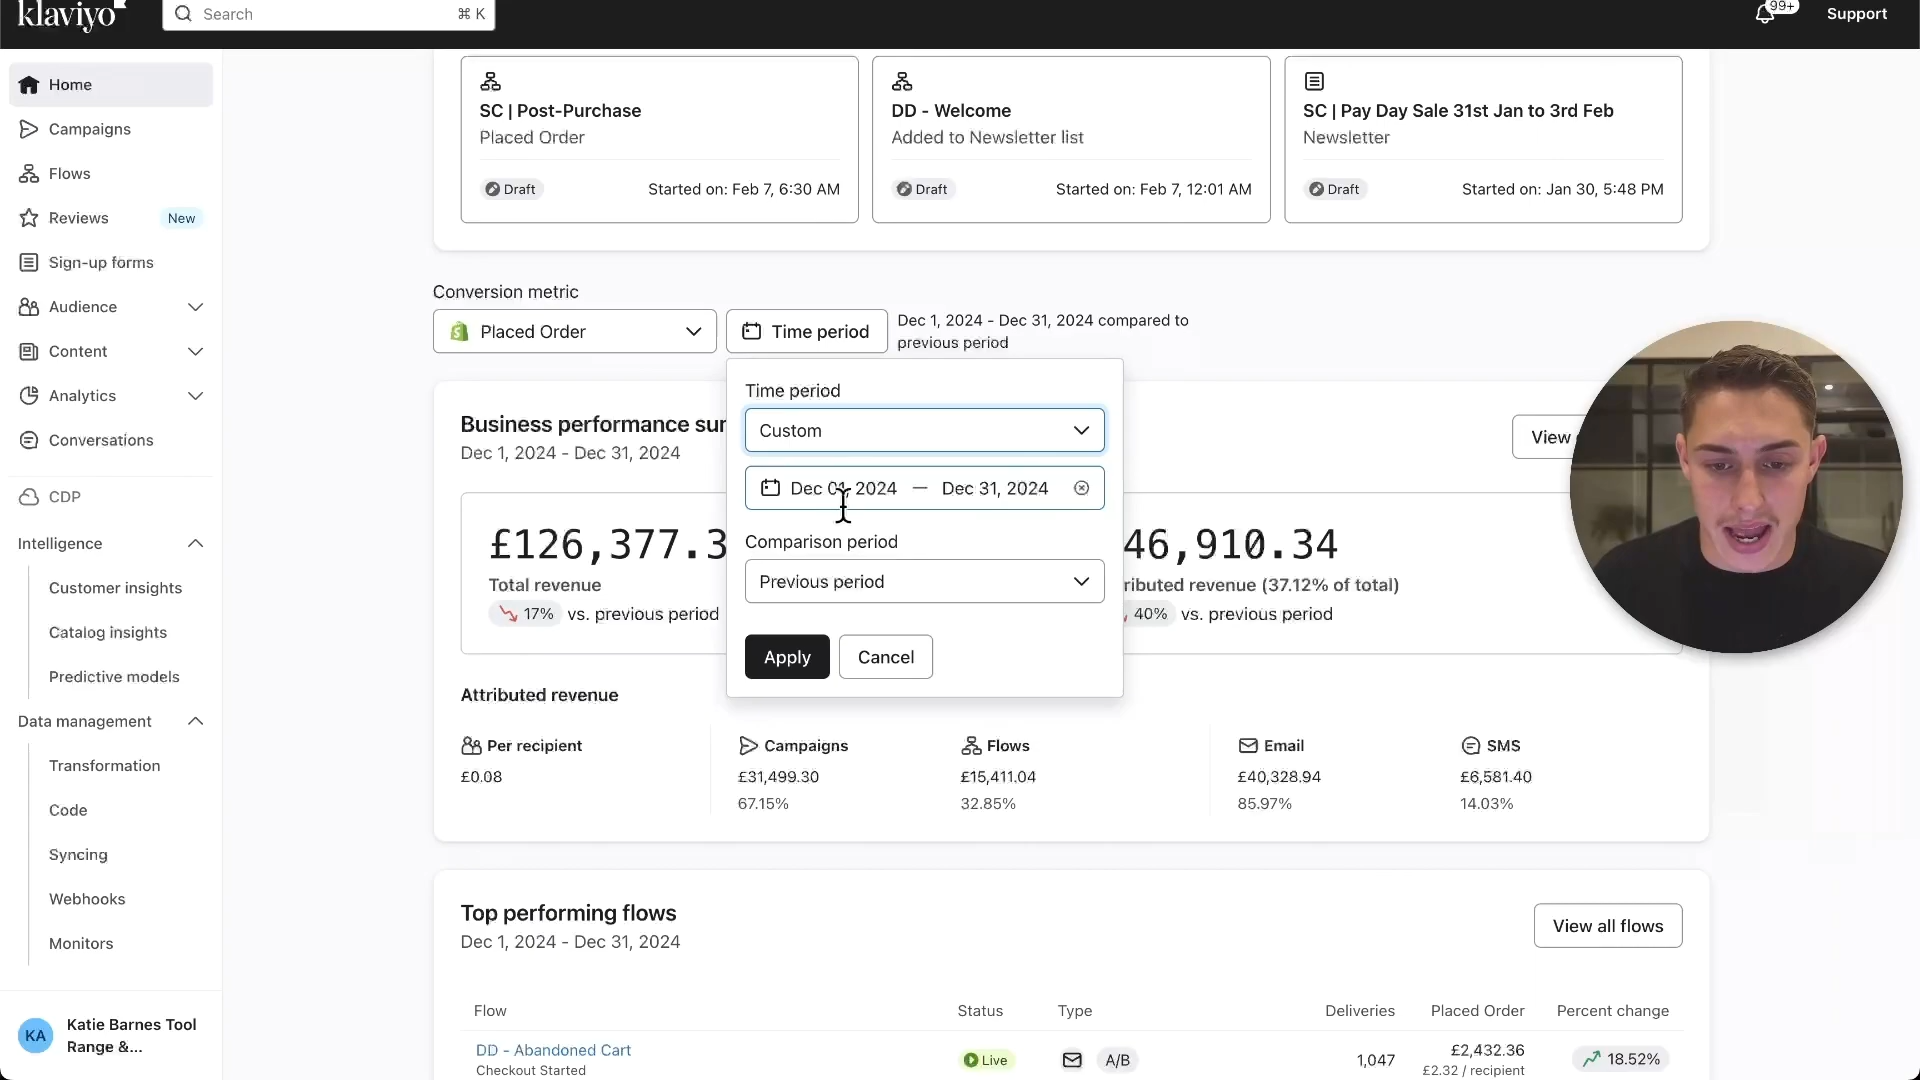 klaviyo
Search
⌘ K
99+
Support
Home
Campaigns
Flows
Reviews
New
Sign-up forms
Audience
Content
Analytics
Conversations
CDP
Intelligence
Customer insights
Catalog insights
Predictive models
Data management
Transformation
Code
Syncing
Webhooks
Monitors
KA
Katie Barnes Tool
Range &...
SC | Post-Purchase
Placed Order
Draft
Started on: Feb 7, 6:30 AM
DD - Welcome
Added to Newsletter list
Draft
Started on: Feb 7, 12:01 AM
SC | Pay Day Sale 31st Jan to 3rd Feb
Newsletter
Draft
Started on: Jan 30, 5:48 PM
Conversion metric
Placed Order
Time period
Dec 1, 2024 - Dec 31, 2024 compared to
previous period
Time period
Custom
Dec 01, 2024 — Dec 31, 2024
Comparison period
Previous period
Apply
Cancel
Business performance sur
Dec 1, 2024 - Dec 31, 2024
View
£126,377.3
Total revenue
17% vs. previous period
46,910.34
ributed revenue (37.12% of total)
40% vs. previous period
Attributed revenue
Per recipient
£0.08
Campaigns
£31,499.30
67.15%
Flows
£15,411.04
32.85%
Email
£40,328.94
85.97%
SMS
£6,581.40
14.03%
Top performing flows
Dec 1, 2024 - Dec 31, 2024
View all flows
Flow
Status
Type
Deliveries
Placed Order
Percent change
DD - Abandoned Cart
Checkout Started
Live
A/B
1,047
£2,432.36
£2.32 / recipient
18.52%